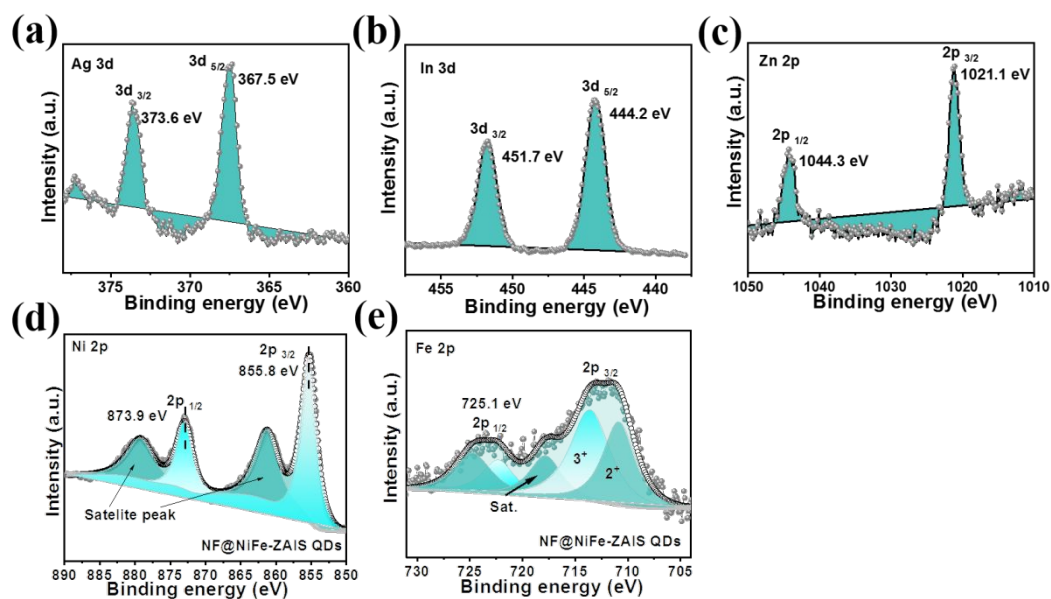 (a)
Ag 3d
3d 5/2
367.5 eV
3d 3/2
373.6 eV
Intensity (a.u.)
375 370 365 360
Binding energy (eV)
(b)
In 3d
3d 5/2
444.2 eV
3d 3/2
451.7 eV
Intensity (a.u.)
455 450 445 440
Binding energy (eV)
(c)
Zn 2p
2p 3/2
1021.1 eV
2p 1/2
1044.3 eV
Intensity (a.u.)
1050 1040 1030 1020 1010
Binding energy (eV)
(d)
Ni 2p
2p 3/2
855.8 eV
873.9 eV
2p 1/2
Satelite peak
NF@NiFe-ZAIS QDs
Intensity (a.u.)
890 885 880 875 870 865 860 855 850
Binding energy (eV)
(e)
Fe 2p
2p 3/2
725.1 eV
2p 1/2
3+
2+
Sat.
NF@NiFe-ZAIS QDs
Intensity (a.u.)
730 725 721 717 713 708 704
Binding energy (eV)